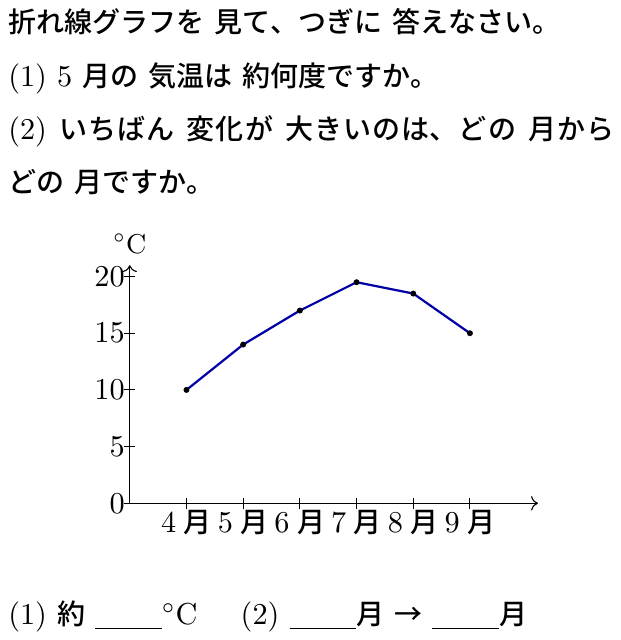 折れ線グラフを 見て、つぎに 答えなさい。
(1) 5 月の 気温は 約何度ですか。
(2) いちばん 変化が 大きいのは、どの 月から
どの 月ですか。
°C
20
15
10
5
0
4 月 5 月 6 月 7 月 8 月 9 月
(1) 約 _____°C (2) _____月 → _____月